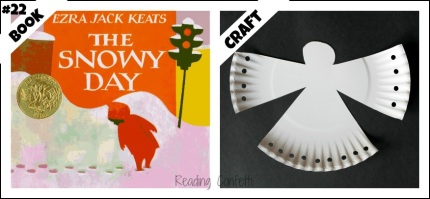 #22
BOOK
EZRA JACK KEATS
THE
SNOWY
DAY
CRAFT
Reading Confetti